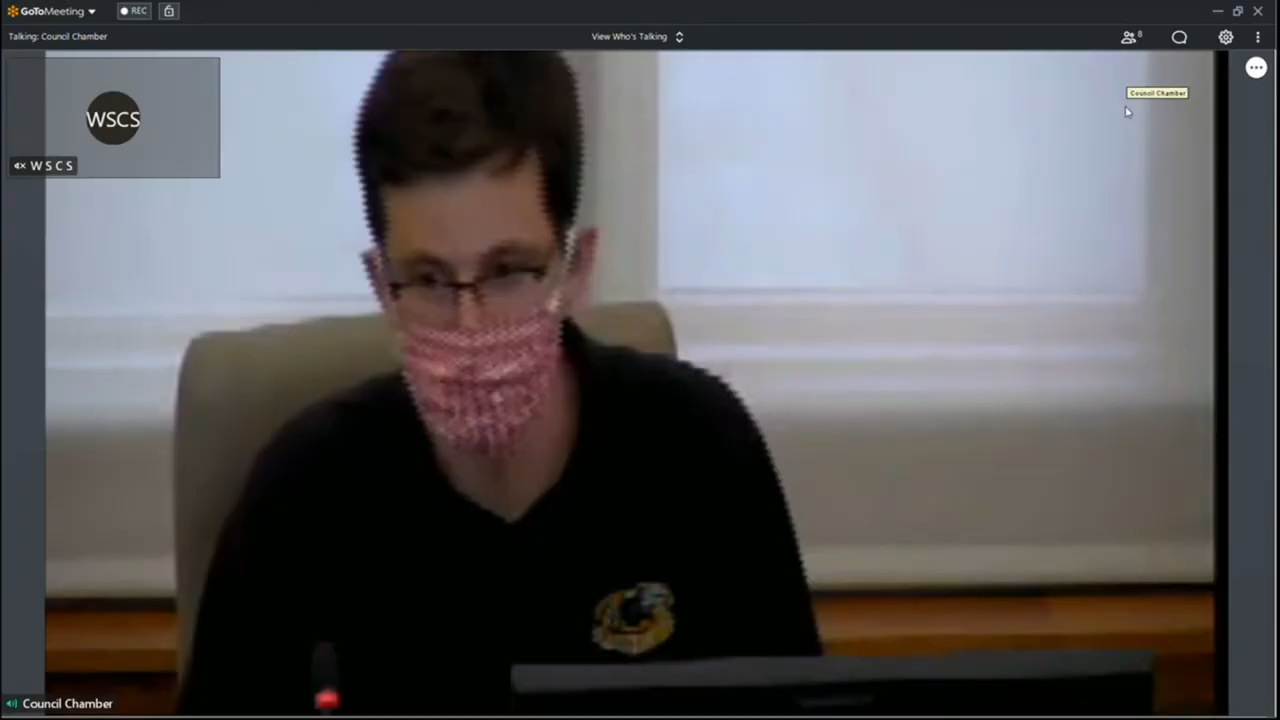 GoToMeeting
REC
Talking: Council Chamber
View Who's Talking
8
Council Chamber
WSCS
W S C S
Council Chamber